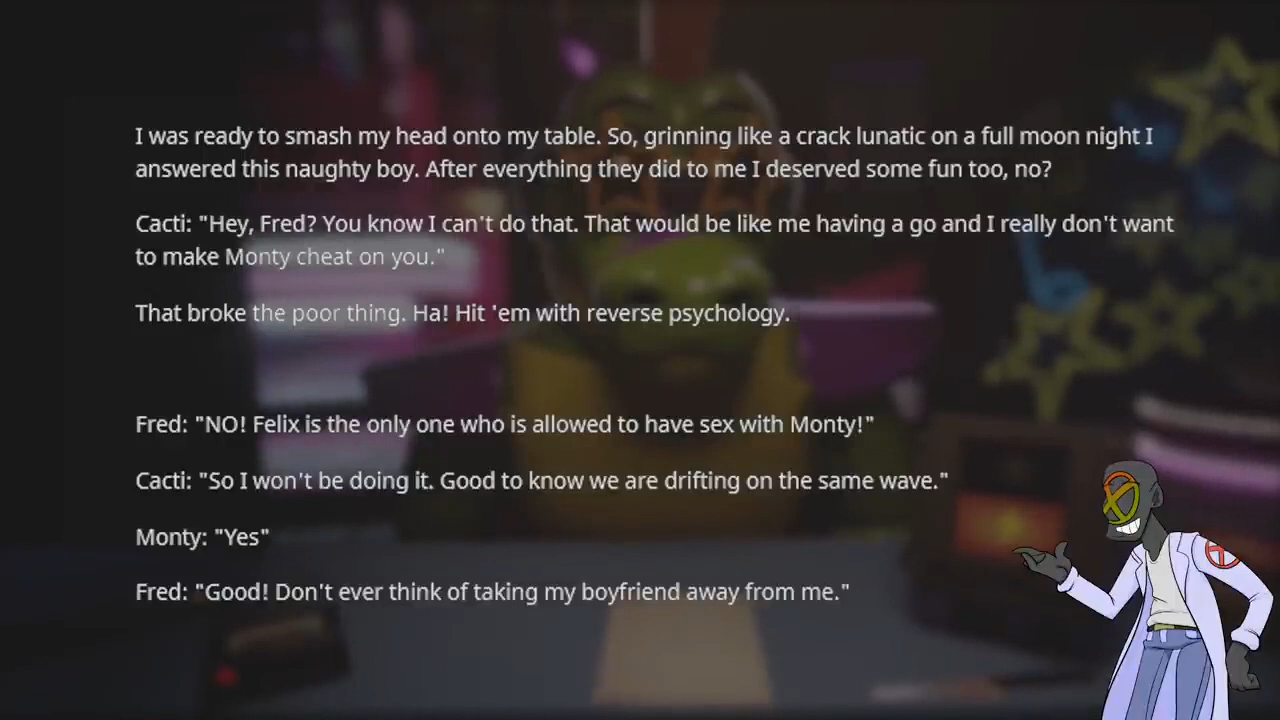 I was ready to smash my head onto my table. So, grinning like a crack lunatic on a full moon night I
answered this naughty boy. After everything they did to me I deserved some fun too, no?
Cacti: "Hey, Fred? You know I can't do that. That would be like me having a go and I really don't want
to make Monty cheat on you."
That broke the poor thing. Ha! Hit 'em with reverse psychology.
Fred: "NO! Felix is the only one who is allowed to have sex with Monty!"
Cacti: "So I won't be doing it. Good to know we are drifting on the same wave."
Monty: "Yes"
Fred: "Good! Don't ever think of taking my boyfriend away from me."